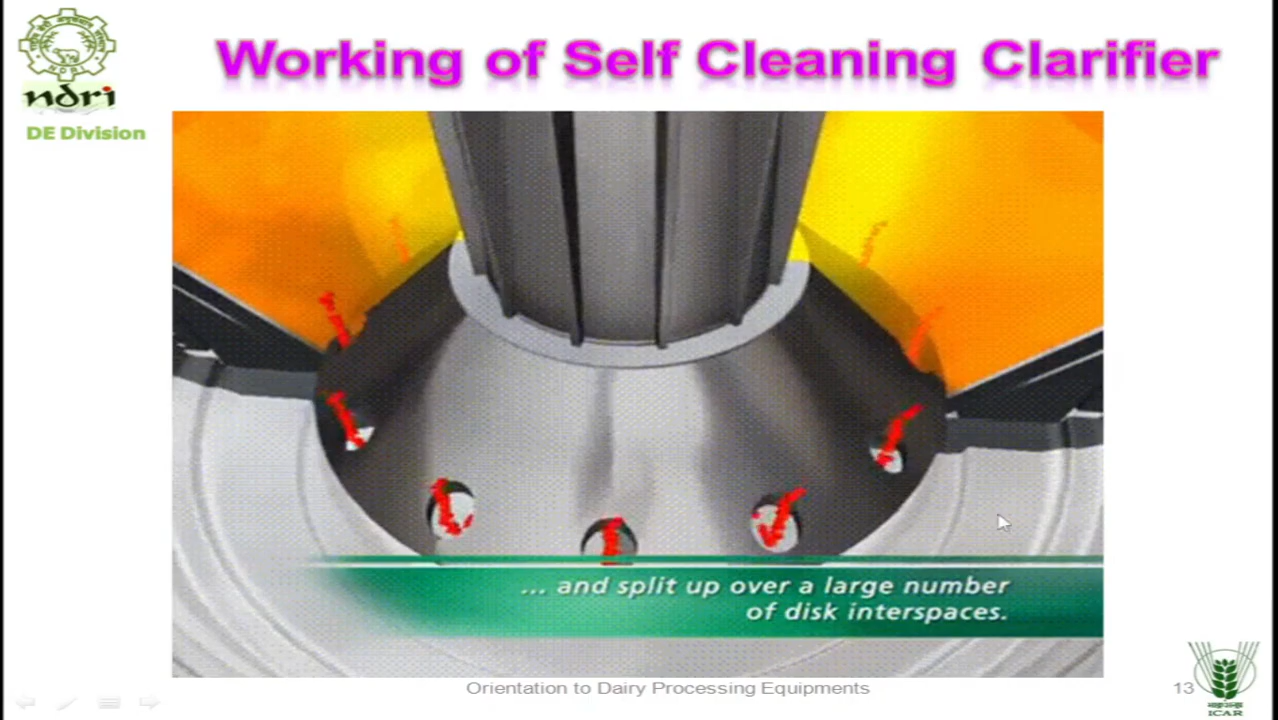 Working of Self Cleaning Clarifier
ndri
DE Division
... and split up over a large number
of disk interspaces.
Orientation to Dairy Processing Equipments
13
ICAR